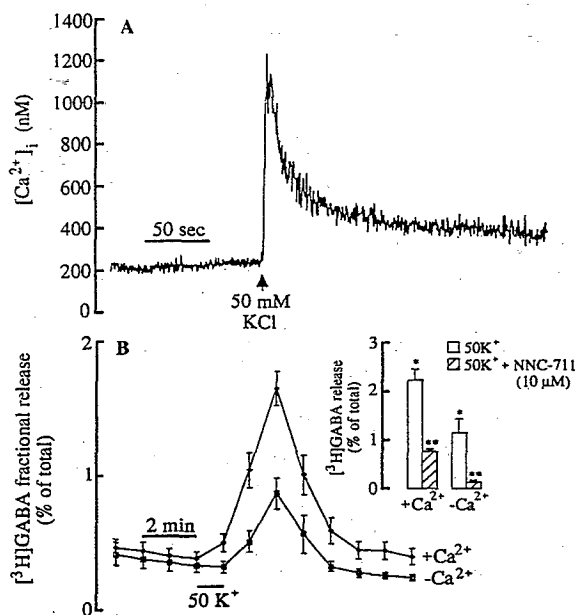 A
1400
1200
1000
800
600
400
200
0
[Ca²⁺]ᵢ (nM)
50 sec
50 mM
KCl
B
2
1
0
[³H]GABA fractional release
(% of total)
2 min
50 K⁺
+Ca²⁺
-Ca²⁺
3
2
1
0
[³H]GABA release
(% of total)
50K⁺
50K⁺ + NNC-711
(10 µM)
*
**
*
**
+Ca²⁺
-Ca²⁺